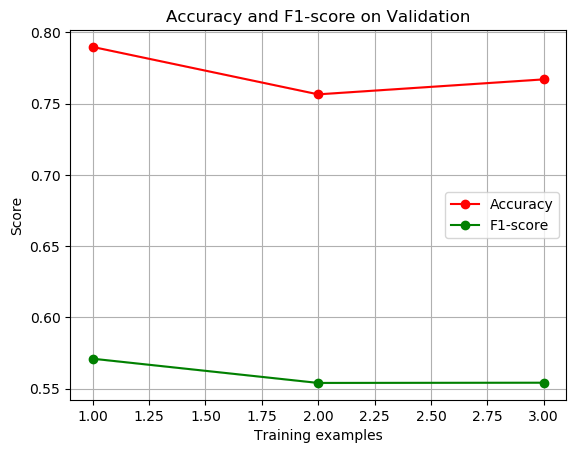 Accuracy and F1-score on Validation
0.80
0.75
0.70
0.65
0.60
0.55
Score
Accuracy
F1-score
1.00 1.25 1.50 1.75 2.00 2.25 2.50 2.75 3.00
Training examples